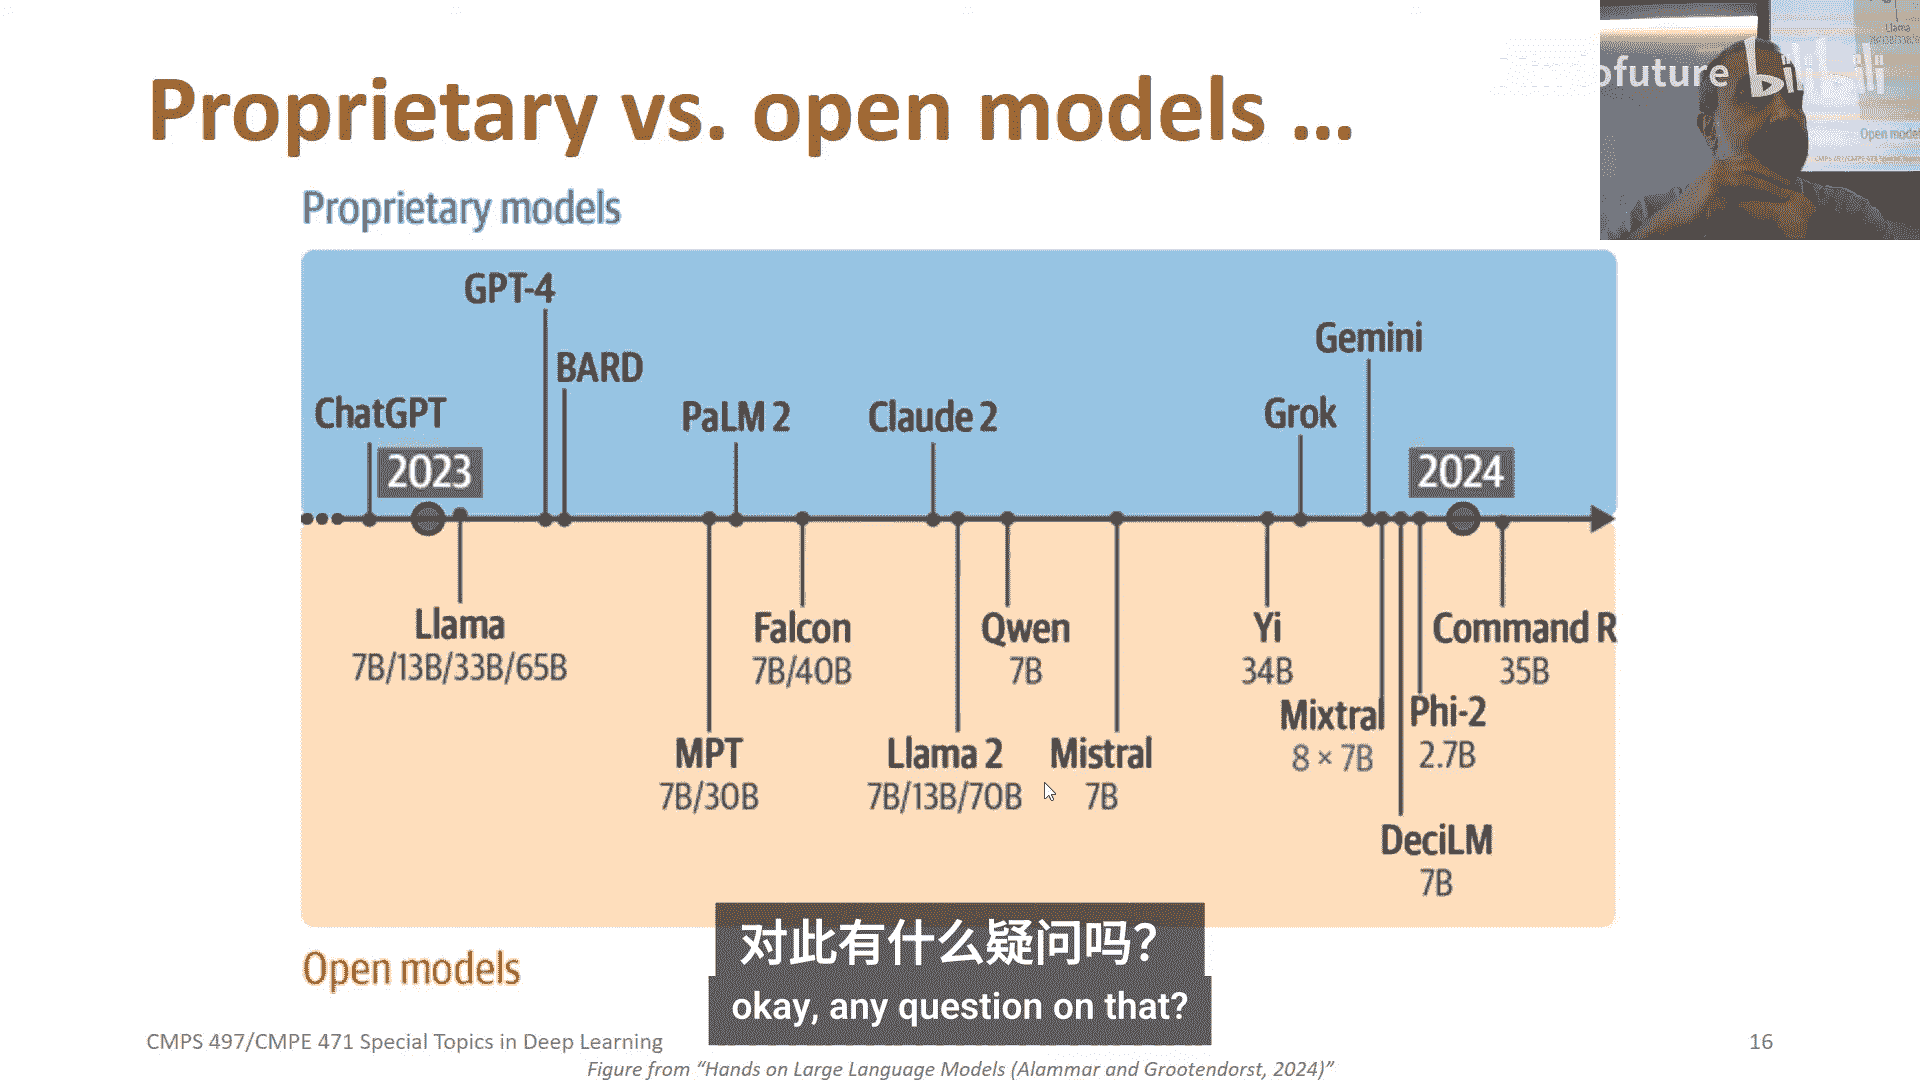 Proprietary vs. open models ...
ofuture bilibili
Llama
Open model
Proprietary models
GPT-4
BARD
Gemini
ChatGPT
PaLM 2
Claude 2
Grok
2023
2024
Llama
7B/13B/33B/65B
Falcon
7B/40B
Qwen
7B
Yi
34B
Command R
35B
Mixtral
8 × 7B
Phi-2
2.7B
MPT
7B/30B
Llama 2
7B/13B/70B
Mistral
7B
DeciLM
7B
对此有什么疑问吗?
okay, any question on that?
Open models
CMPS 497/CMPE 471 Special Topics in Deep Learning
16
Figure from “Hands on Large Language Models (Alammar and Grootendorst, 2024)”